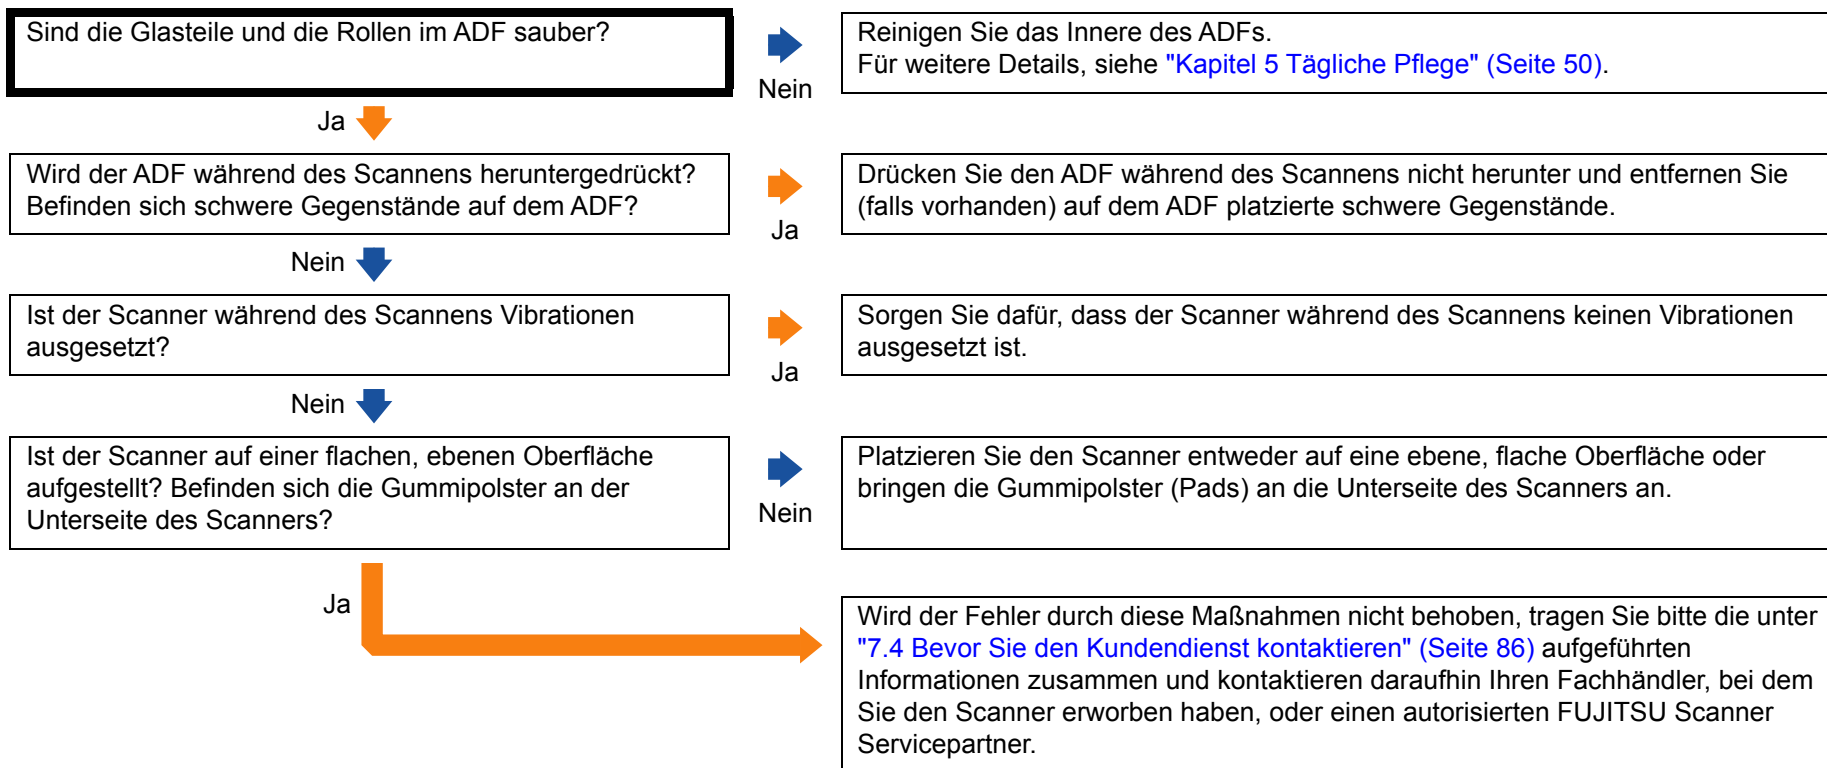 Sind die Glasteile und die Rollen im ADF sauber?
Nein
Reinigen Sie das Innere des ADFs.
Für weitere Details, siehe "Kapitel 5 Tägliche Pflege" (Seite 50).
Ja
Wird der ADF während des Scannens heruntergedrückt?
Befinden sich schwere Gegenstände auf dem ADF?
Ja
Drücken Sie den ADF während des Scannens nicht herunter und entfernen Sie
(falls vorhanden) auf dem ADF platzierte schwere Gegenstände.
Nein
Ist der Scanner während des Scannens Vibrationen
ausgesetzt?
Ja
Sorgen Sie dafür, dass der Scanner während des Scannens keinen Vibrationen
ausgesetzt ist.
Nein
Ist der Scanner auf einer flachen, ebenen Oberfläche
aufgestellt? Befinden sich die Gummipolster an der
Unterseite des Scanners?
Nein
Platzieren Sie den Scanner entweder auf eine ebene, flache Oberfläche oder
bringen die Gummipolster (Pads) an die Unterseite des Scanners an.
Ja
Wird der Fehler durch diese Maßnahmen nicht behoben, tragen Sie bitte die unter
"7.4 Bevor Sie den Kundendienst kontaktieren" (Seite 86) aufgeführten
Informationen zusammen und kontaktieren daraufhin Ihren Fachhändler, bei dem
Sie den Scanner erworben haben, oder einen autorisierten FUJITSU Scanner
Servicepartner.